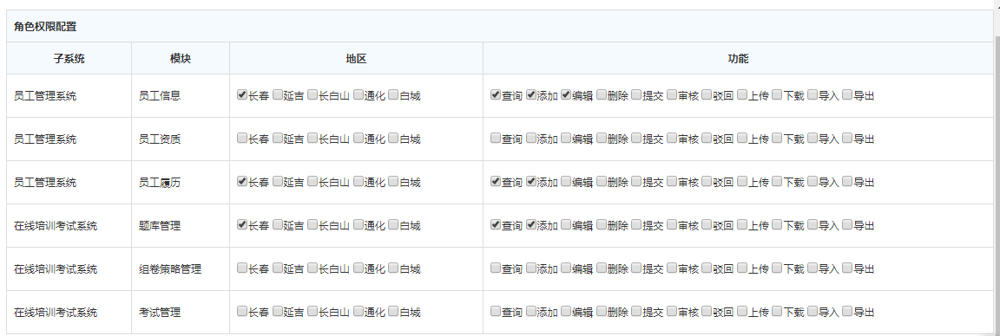 角色权限配置
子系统 模块 地区 功能
员工管理系统 员工信息 长春 延吉 长白山 通化 白城 查询 添加 编辑 删除 提交 审核 驳回 上传 下载 导入 导出
员工管理系统 员工资质 长春 延吉 长白山 通化 白城 查询 添加 编辑 删除 提交 审核 驳回 上传 下载 导入 导出
员工管理系统 员工履历 长春 延吉 长白山 通化 白城 查询 添加 编辑 删除 提交 审核 驳回 上传 下载 导入 导出
在线培训考试系统 题库管理 长春 延吉 长白山 通化 白城 查询 添加 编辑 删除 提交 审核 驳回 上传 下载 导入 导出
在线培训考试系统 组卷策略管理 长春 延吉 长白山 通化 白城 查询 添加 编辑 删除 提交 审核 驳回 上传 下载 导入 导出
在线培训考试系统 考试管理 长春 延吉 长白山 通化 白城 查询 添加 编辑 删除 提交 审核 驳回 上传 下载 导入 导出